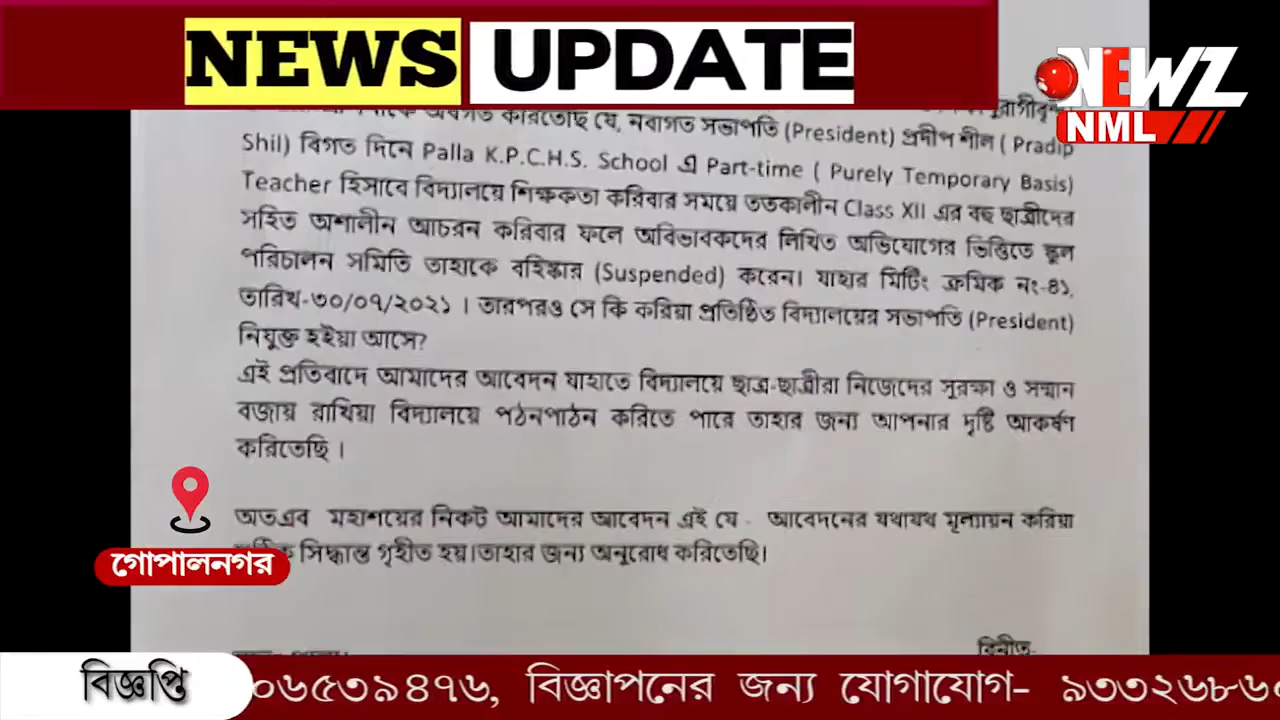 NEWS UPDATE
NEWZ
NML
করিতেছি যে, নবাগত সভাপতি (President) প্রদীপ শীল ( Pradip
Shil) বিগত দিনে Palla K.P.C.H.S. School এ Part-time ( Purely Temporary Basis)
Teacher হিসাবে বিদ্যালয়ে শিক্ষকতা করিবার সময়ে ততকালীন Class XII এর বহু ছাত্রীদের
সহিত অশালীন আচরন করিবার ফলে অবিভাবকদের লিখিত অভিযোগের ভিত্তিতে স্কুল
পরিচালন সমিতি তাহাকে বহিষ্কার (Suspended) করেন। যাহার মিটিং ক্রমিক নং-৪১,
তারিখ-৩০/০৭/২০২১ । তারপরও সে কি করিয়া প্রতিষ্ঠিত বিদ্যালয়ের সভাপতি (President)
নিযুক্ত হইয়া আসে?
এই প্রতিবাদে আমাদের আবেদন যাহাতে বিদ্যালয়ে ছাত্র-ছাত্রীরা নিজেদের সুরক্ষা ও সম্মান
বজায় রাখিয়া বিদ্যালয়ে পঠনপাঠন করিতে পারে তাহার জন্য আপনার দৃষ্টি আকর্ষণ
করিতেছি ।
অতএব মহাশয়ের নিকট আমাদের আবেদন এই যে - আবেদনের যথাযথ মূল্যায়ন করিয়া
সিদ্ধান্ত গৃহীত হয়।তাহার জন্য অনুরোধ করিতেছি।
গোপালনগর
বিনীত-
বিজ্ঞপ্তি
০৬৫৩৯৪৭৬, বিজ্ঞাপনের জন্য যোগাযোগ- ৯৩৩২৬৮৬